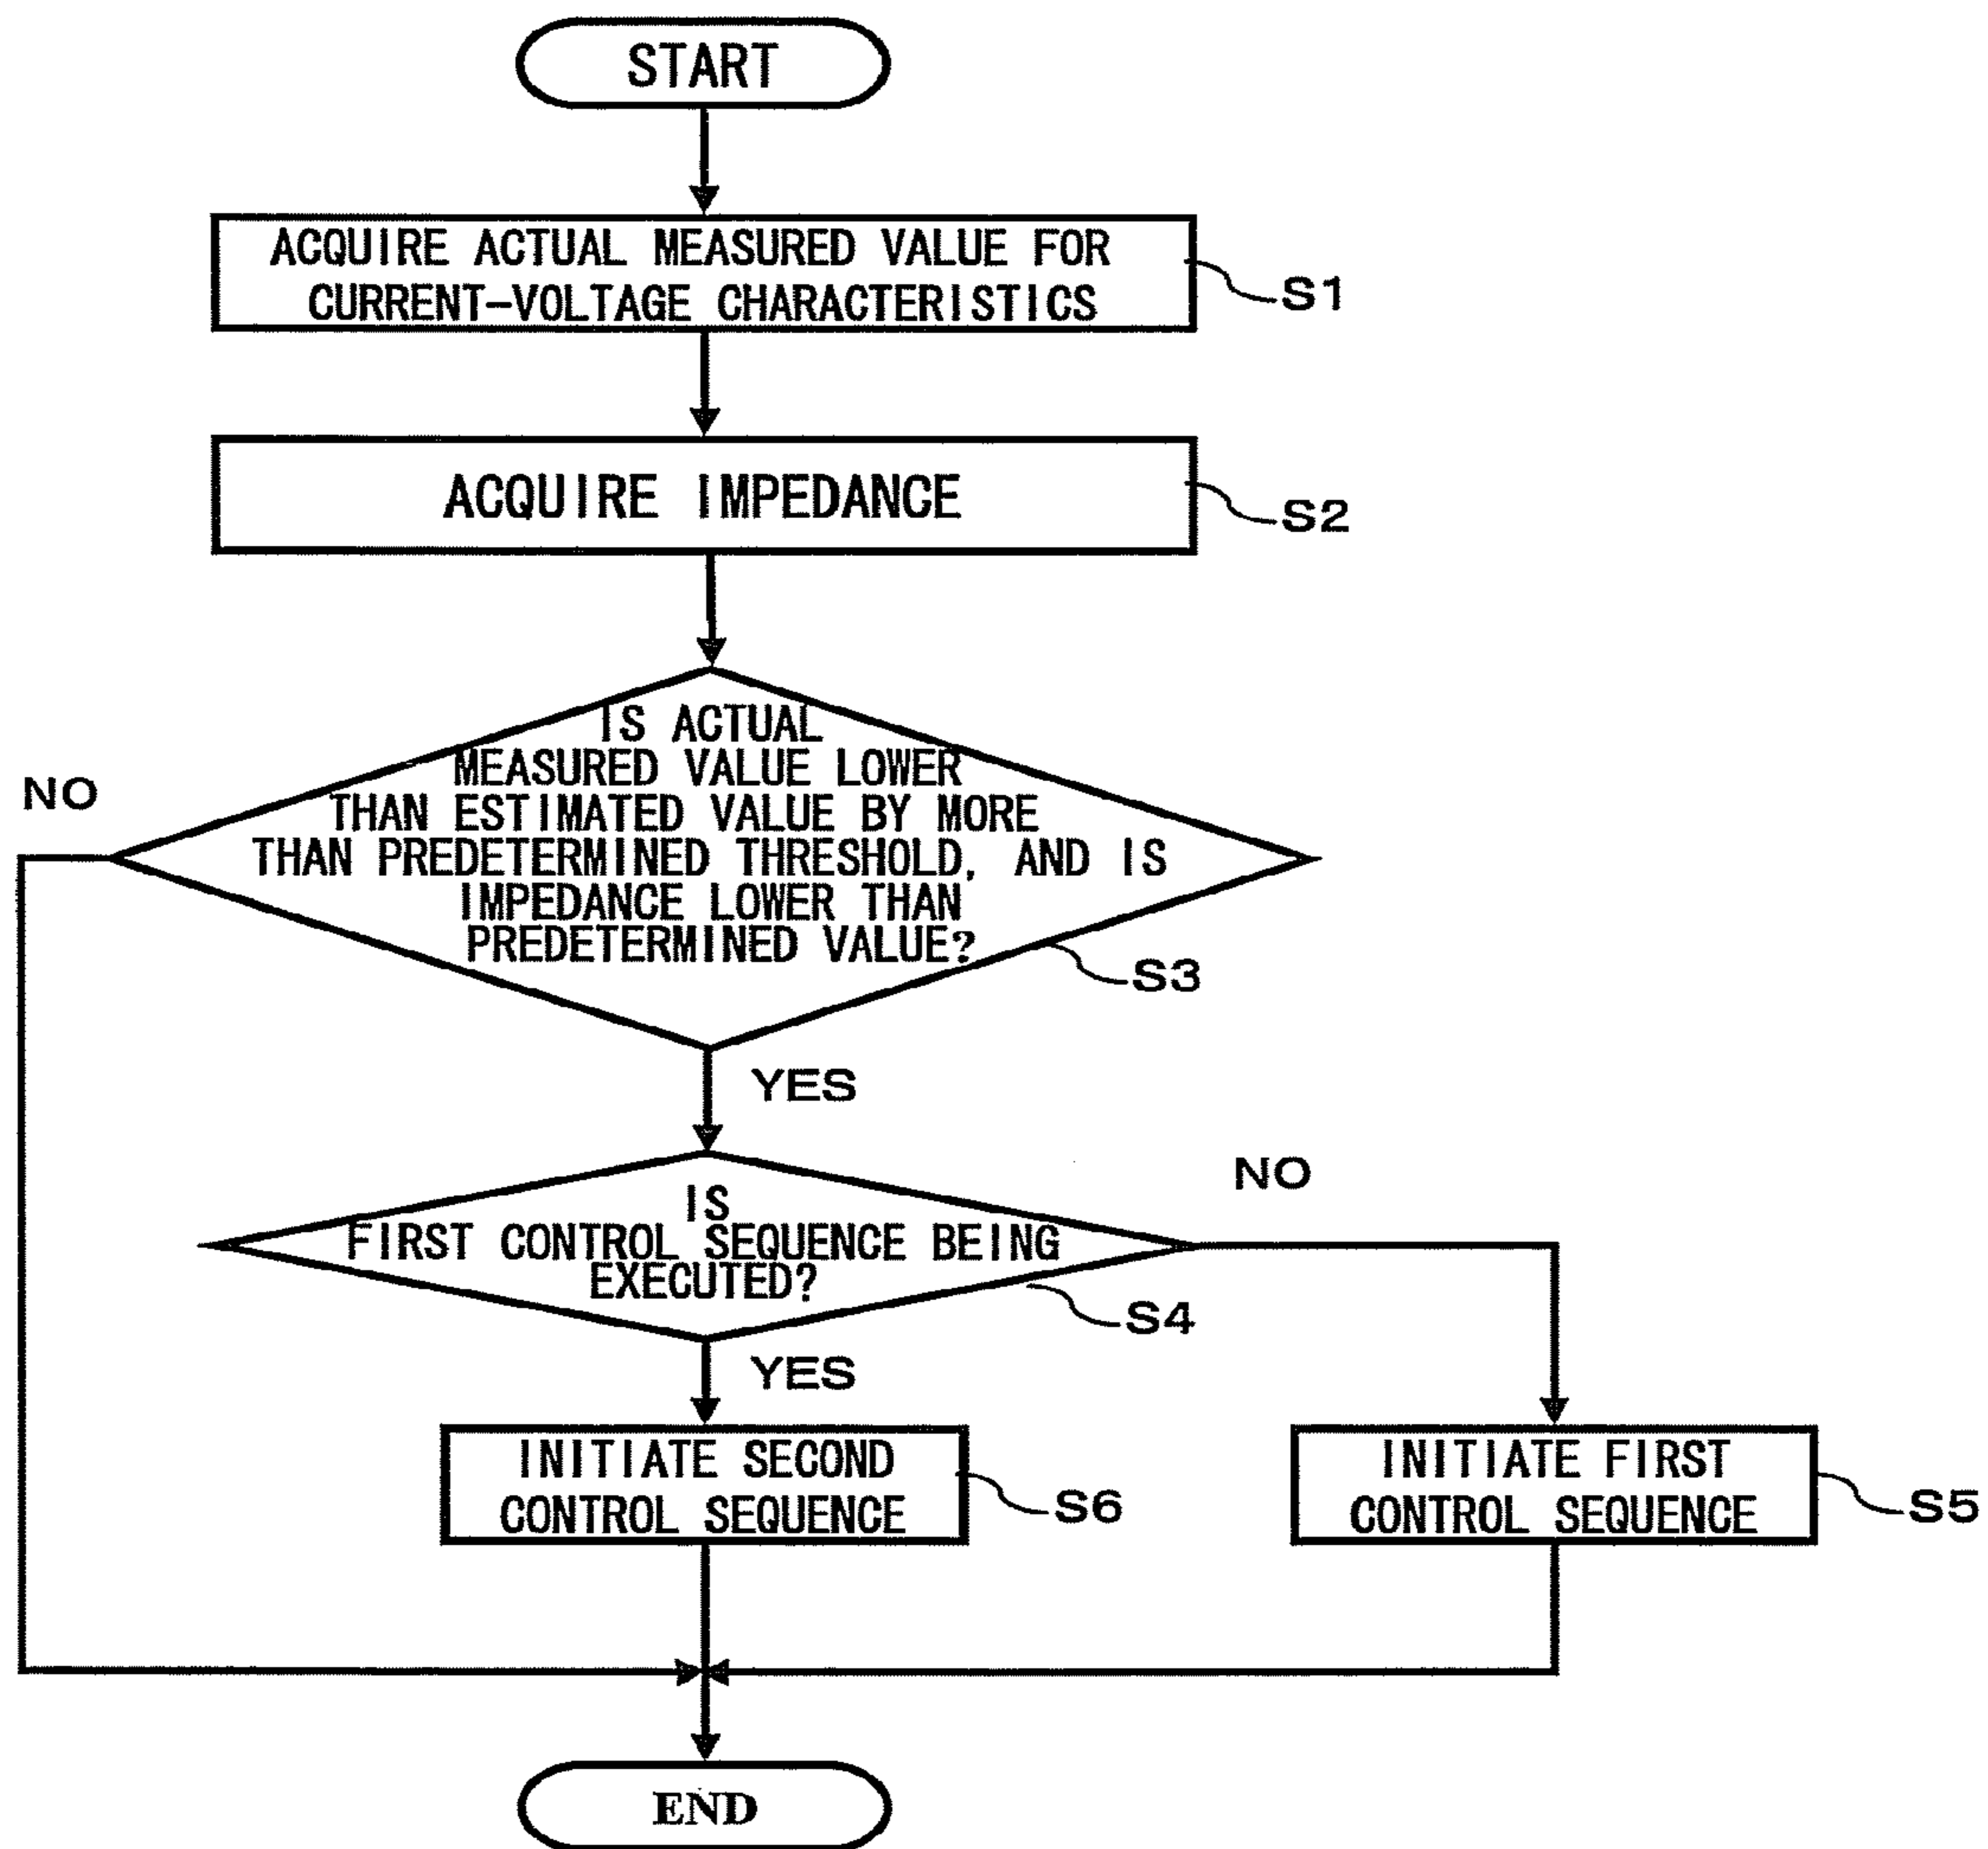 START
ACQUIRE ACTUAL MEASURED VALUE FOR
CURRENT-VOLTAGE CHARACTERISTICS
S1
ACQUIRE IMPEDANCE
S2
IS ACTUAL
MEASURED VALUE LOWER
THAN ESTIMATED VALUE BY MORE
THAN PREDETERMINED THRESHOLD, AND IS
IMPEDANCE LOWER THAN
PREDETERMINED VALUE?
NO
S3
YES
IS
FIRST CONTROL SEQUENCE BEING
EXECUTED?
NO
S4
YES
INITIATE SECOND
CONTROL SEQUENCE
S6
INITIATE FIRST
CONTROL SEQUENCE
S5
END